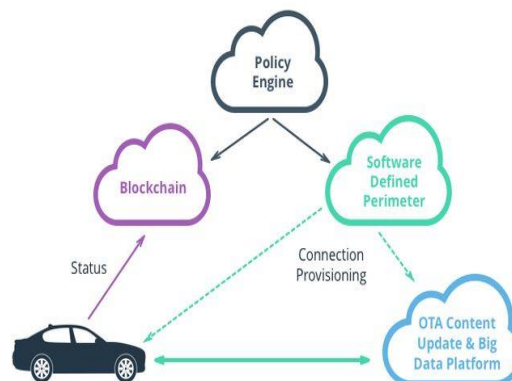 Policy
Engine
Blockchain
Software
Defined
Perimeter
Status
Connection
Provisioning
OTA Content
Update & Big
Data Platform